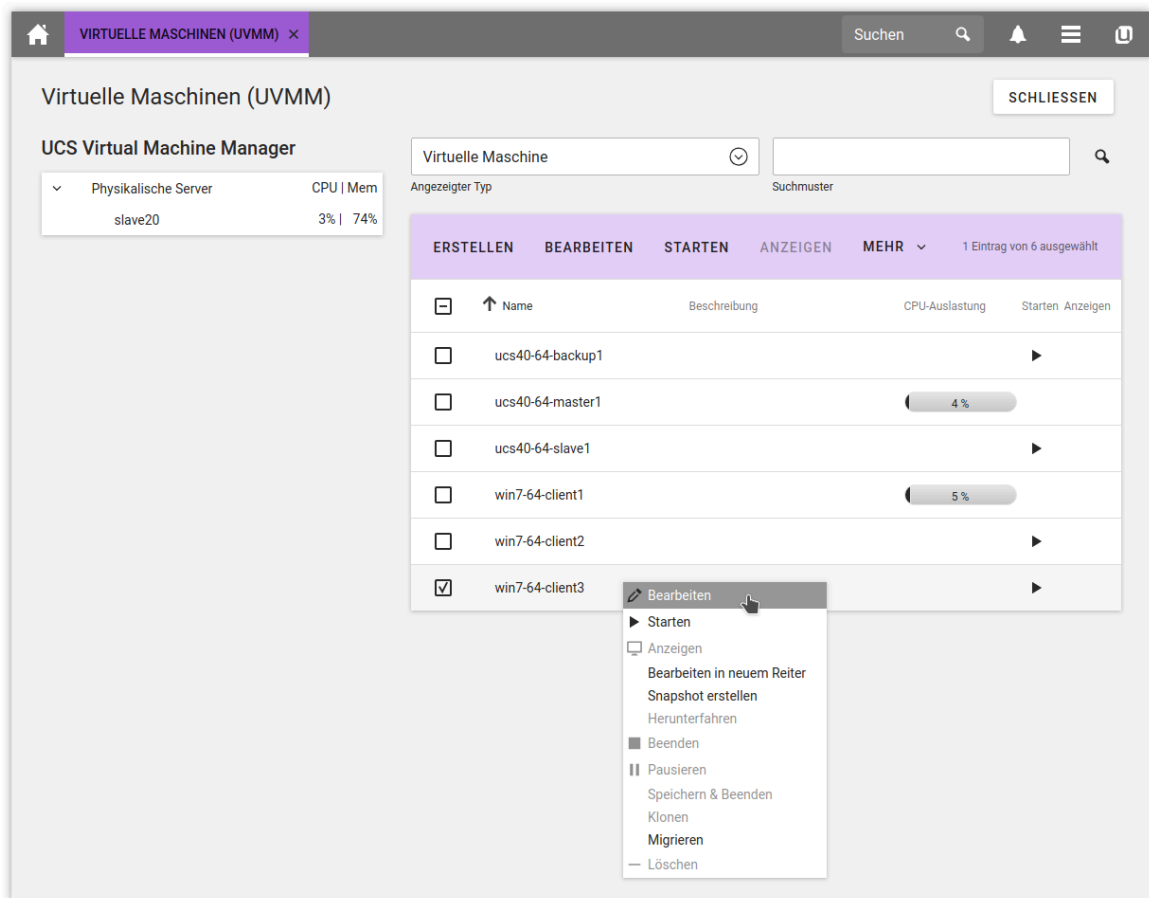 VIRTUELLE MASCHINEN (UVMM) ×
Suchen
Virtuelle Maschinen (UVMM)
SCHLIESSEN
UCS Virtual Machine Manager
Physikalische Server CPU | Mem
slave20 3% | 74%
Virtuelle Maschine
Angezeigter Typ Suchmuster
ERSTELLEN BEARBEITEN STARTEN ANZEIGEN MEHR 1 Eintrag von 6 ausgewählt
Name Beschreibung CPU-Auslastung Starten Anzeigen
ucs40-64-backup1
ucs40-64-master1 4 %
ucs40-64-slave1
win7-64-client1 5 %
win7-64-client2
win7-64-client3
Bearbeiten
Starten
Anzeigen
Bearbeiten in neuem Reiter
Snapshot erstellen
Herunterfahren
Beenden
Pausieren
Speichern & Beenden
Klonen
Migrieren
Löschen